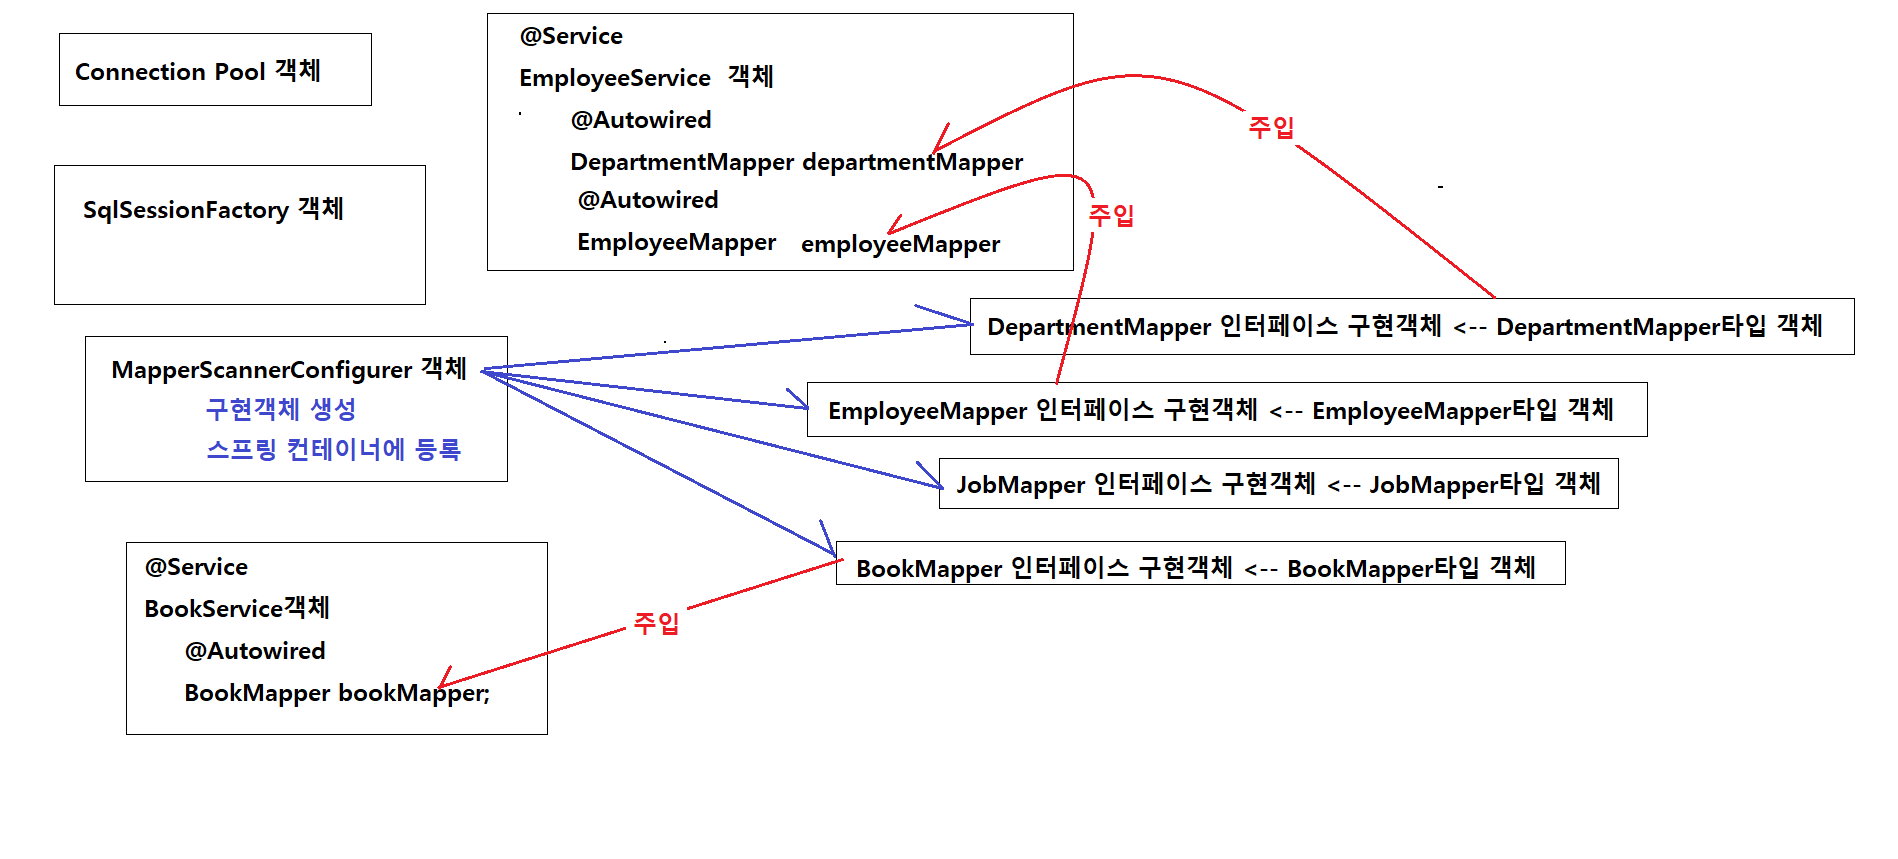 Connection Pool 객체
SqlSessionFactory 객체
@Service
EmployeeService 객체
@Autowired
DepartmentMapper departmentMapper
@Autowired
EmployeeMapper employeeMapper
주입
주입
MapperScannerConfigurer 객체
구현객체 생성
스프링 컨테이너에 등록
DepartmentMapper 인터페이스 구현객체 <-- DepartmentMapper타입 객체
EmployeeMapper 인터페이스 구현객체 <-- EmployeeMapper타입 객체
JobMapper 인터페이스 구현객체 <-- JobMapper타입 객체
BookMapper 인터페이스 구현객체 <-- BookMapper타입 객체
주입
@Service
BookService객체
@Autowired
BookMapper bookMapper;